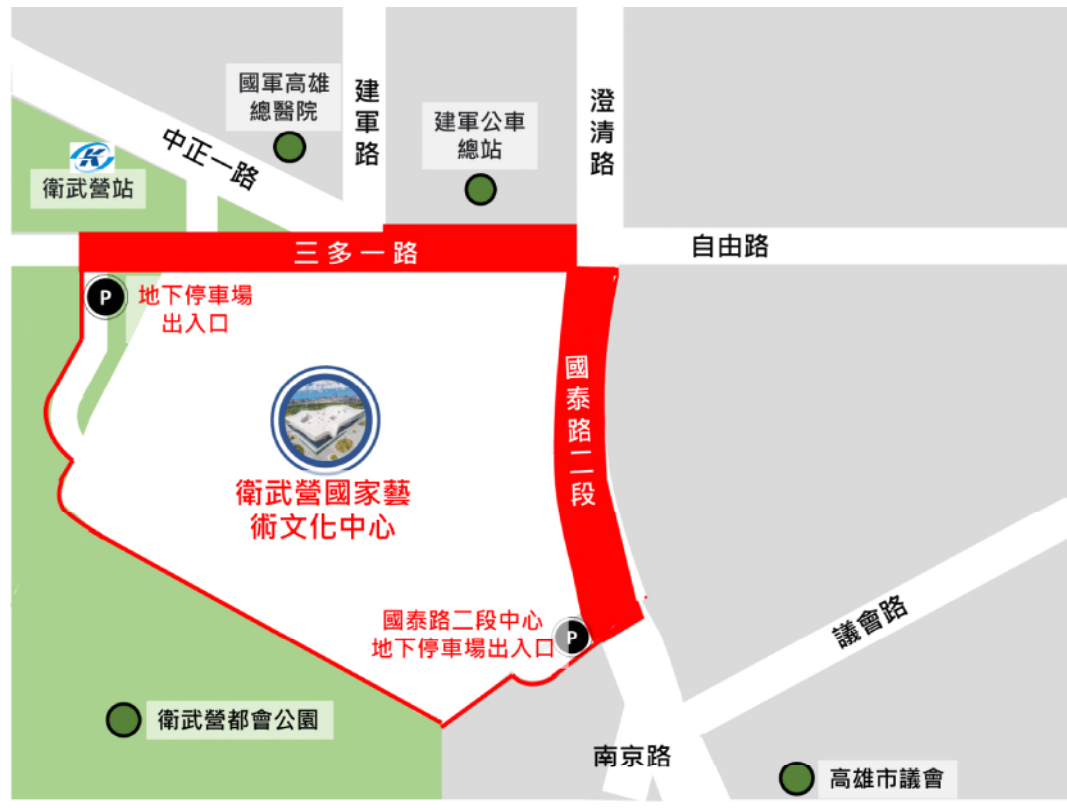 國軍高雄
總醫院
建軍路
建軍公車
總站
澄清路
中正一路
K
衛武營站
三多一路
自由路
P
地下停車場
出入口
國泰路二段
衛武營國家藝
術文化中心
國泰路二段中心
地下停車場出入口
P
議會路
衛武營都會公園
南京路
高雄市議會